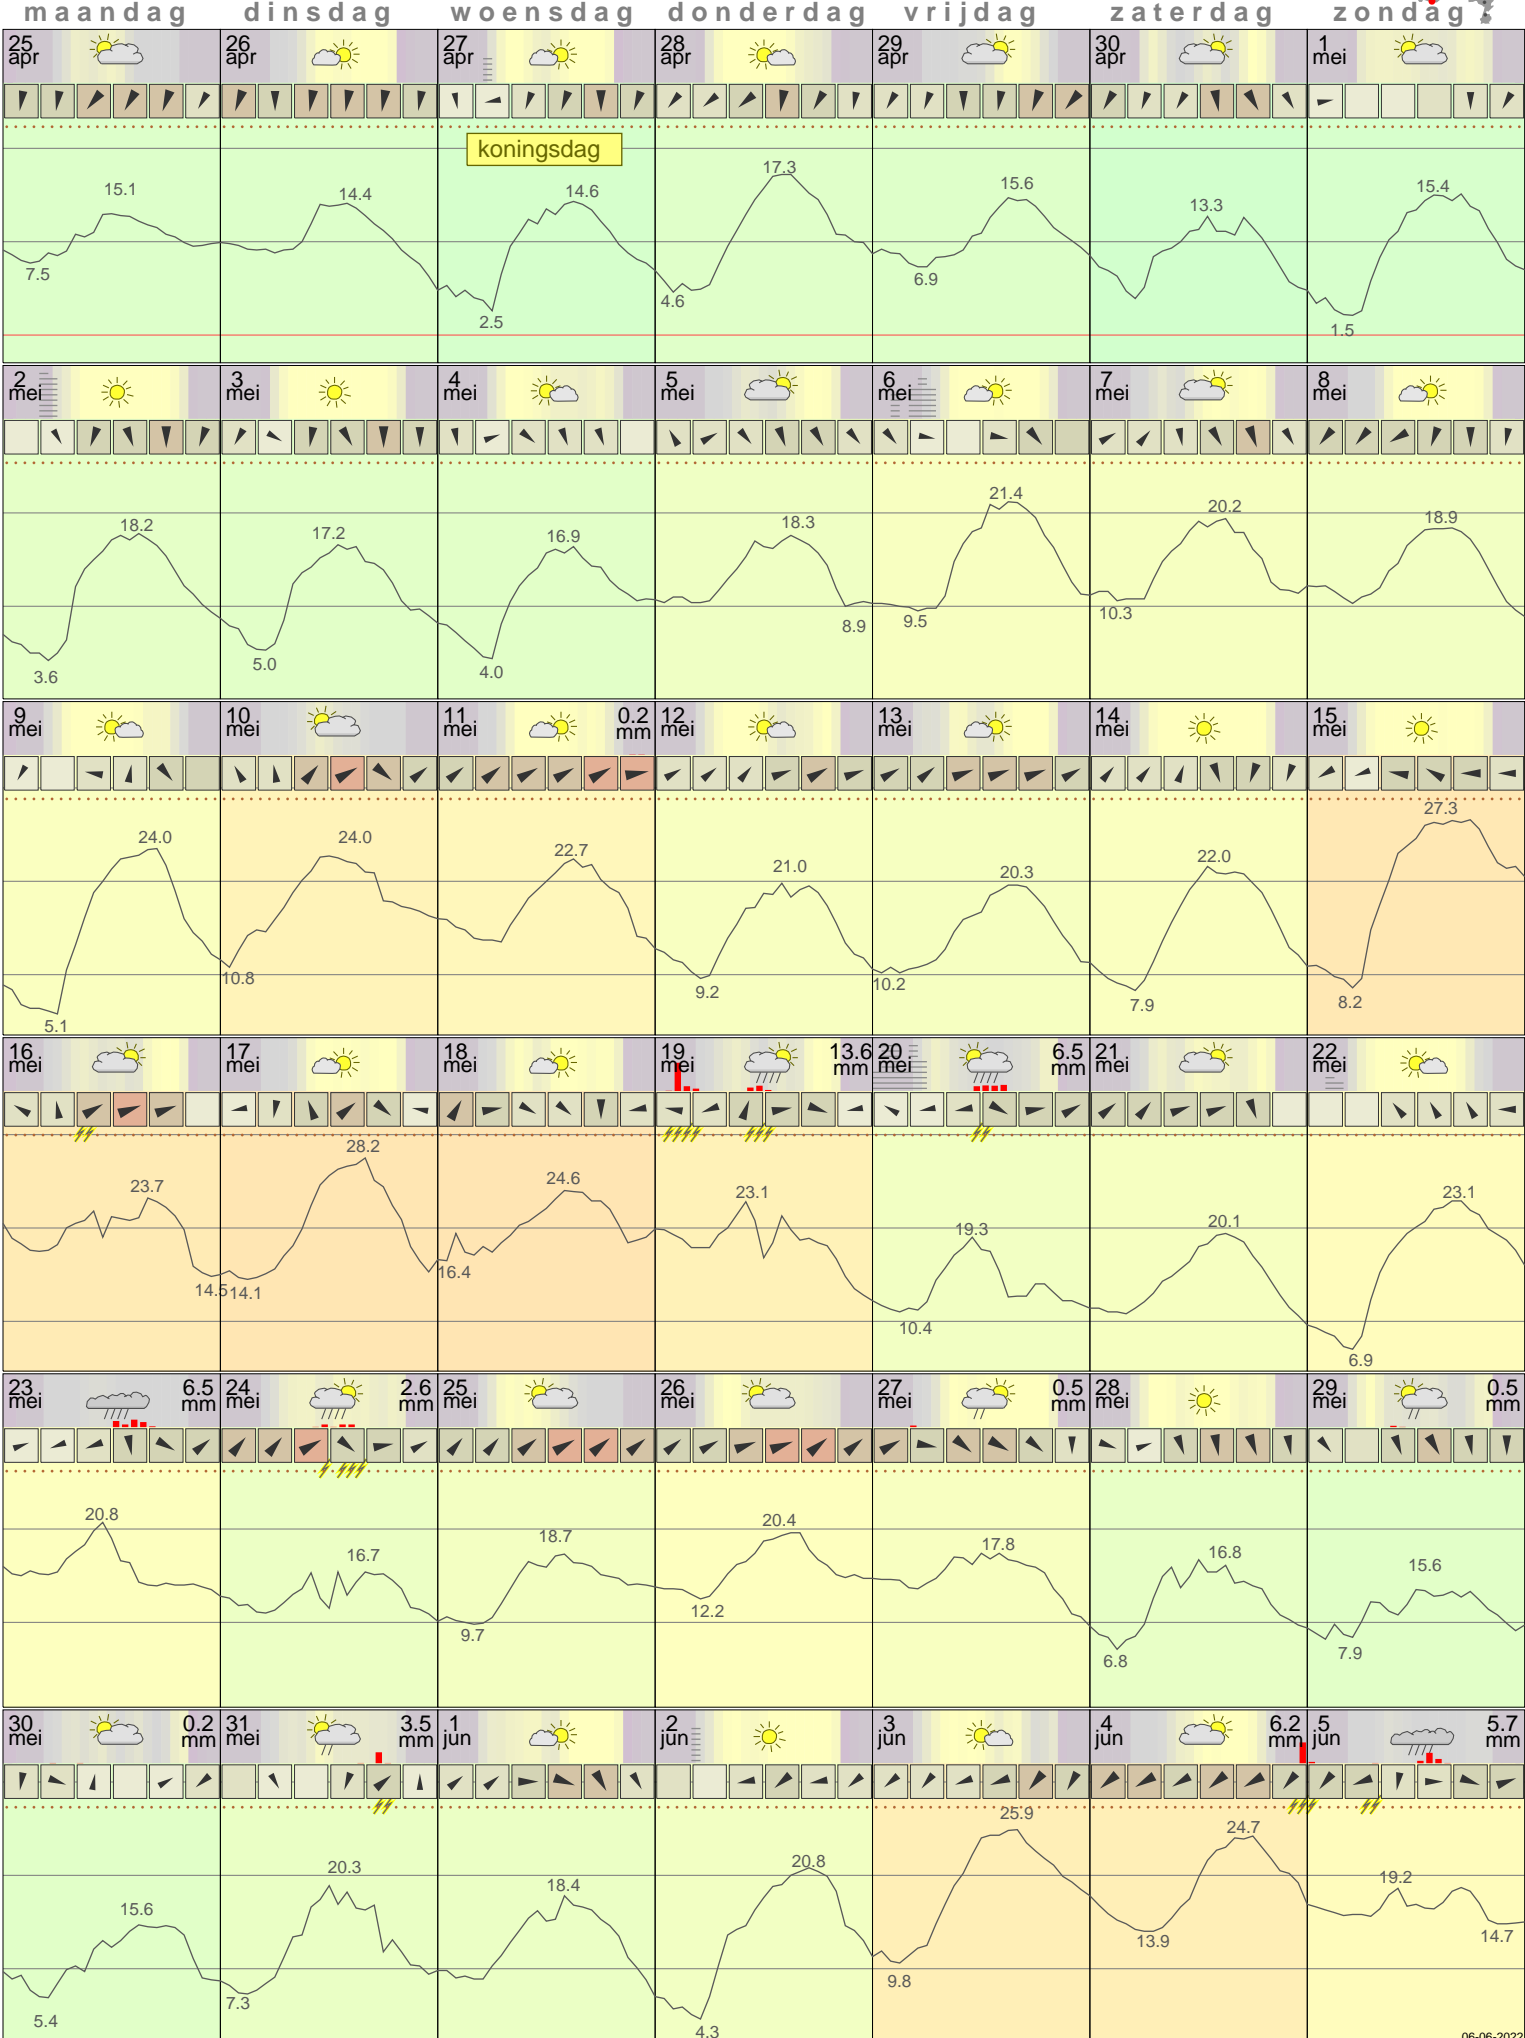 maandag dinsdag woensdag donderdag vrijdag zaterdag zondag
25 apr 26 apr 27 apr 28 apr 29 apr 30 apr 1 mei
koningsdag
15.1 14.4 14.6 17.3 15.6 13.3 15.4
7.5 2.5 4.6 6.9 1.5
2 mei 3 mei 4 mei 5 mei 6 mei 7 mei 8 mei
18.2 17.2 16.9 18.3 21.4 20.2 18.9
3.6 5.0 4.0 8.9 9.5 10.3
9 mei 10 mei 11 mei 0.2 mm 12 mei 13 mei 14 mei 15 mei
24.0 24.0 22.7 21.0 20.3 22.0 27.3
5.1 10.8 9.2 10.2 7.9 8.2
16 mei 17 mei 18 mei 19 mei 13.6 mm 20 mei 6.5 mm 21 mei 22 mei
23.7 28.2 24.6 23.1 19.3 20.1 23.1
14.5 14.1 16.4 10.4 6.9
23 mei 6.5 mm 24 mei 2.6 mm 25 mei 26 mei 27 mei 0.5 mm 28 mei 29 mei 0.5 mm
20.8 16.7 18.7 20.4 17.8 16.8 15.6
9.7 12.2 6.8 7.9
30 mei 0.2 mm 31 mei 3.5 mm 1 jun 2 jun 3 jun 4 jun 6.2 mm 5 jun 5.7 mm
15.6 20.3 18.4 20.8 25.9 24.7 19.2
5.4 7.3 4.3 9.8 13.9 14.7
06-06-2022